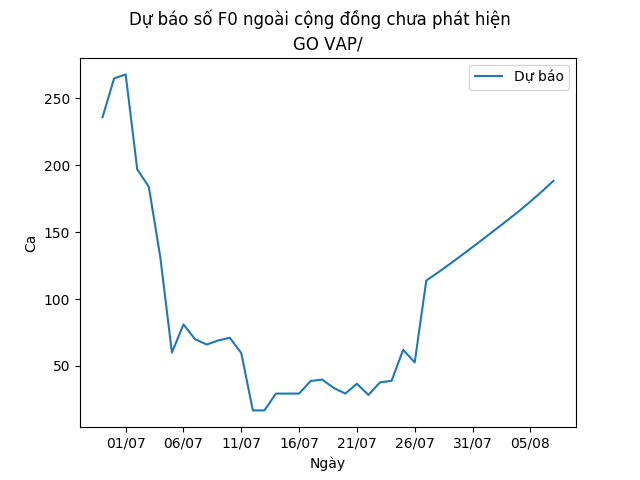 Dự báo số F0 ngoài cộng đồng chưa phát hiện
GO VAP/
Dự báo
Ca
250
200
150
100
50
01/07 06/07 11/07 16/07 21/07 26/07 31/07 05/08
Ngày